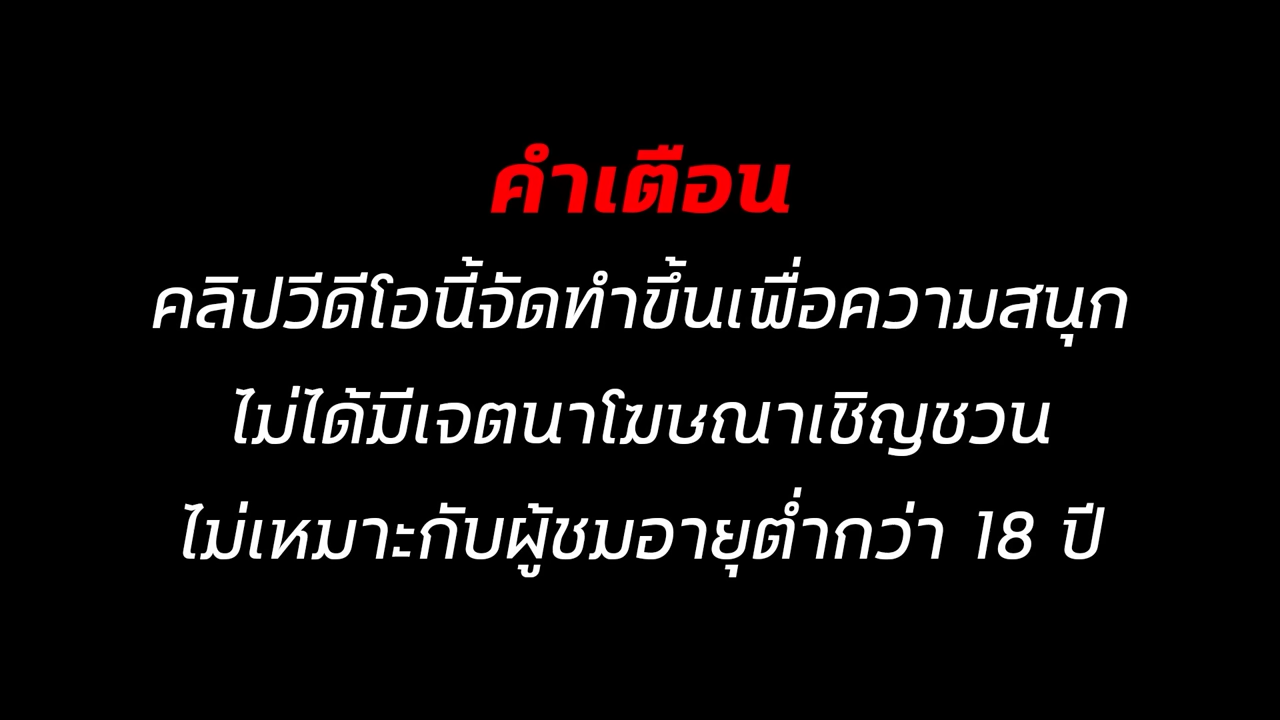 คำเตือน
คลิปวีดีโอนี้จัดทำขึ้นเพื่อความสนุก
ไม่ได้มีเจตนาโฆษณาเชิญชวน
ไม่เหมาะกับผู้ชมอายุต่ำกว่า 18 ปี